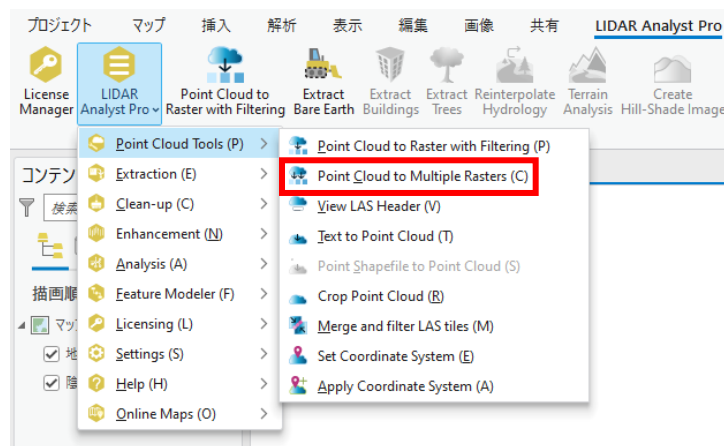 プロジェクト マップ 挿入 解析 表示 編集 画像 共有 LIDAR Analyst Pro
License Manager
LIDAR Analyst Pro
Point Cloud to Raster with Filtering
Extract Bare Earth
Extract Buildings
Extract Trees
Reinterpolate Hydrology
Terrain Analysis
Create Hill-Shade Image
コンテン
検索
描画順
マップ
地
陰
Point Cloud Tools (P)
Extraction (E)
Clean-up (C)
Enhancement (N)
Analysis (A)
Feature Modeler (F)
Licensing (L)
Settings (S)
Help (H)
Online Maps (O)
Point Cloud to Raster with Filtering (P)
Point Cloud to Multiple Rasters (C)
View LAS Header (V)
Text to Point Cloud (T)
Point Shapefile to Point Cloud (S)
Crop Point Cloud (R)
Merge and filter LAS tiles (M)
Set Coordinate System (E)
Apply Coordinate System (A)